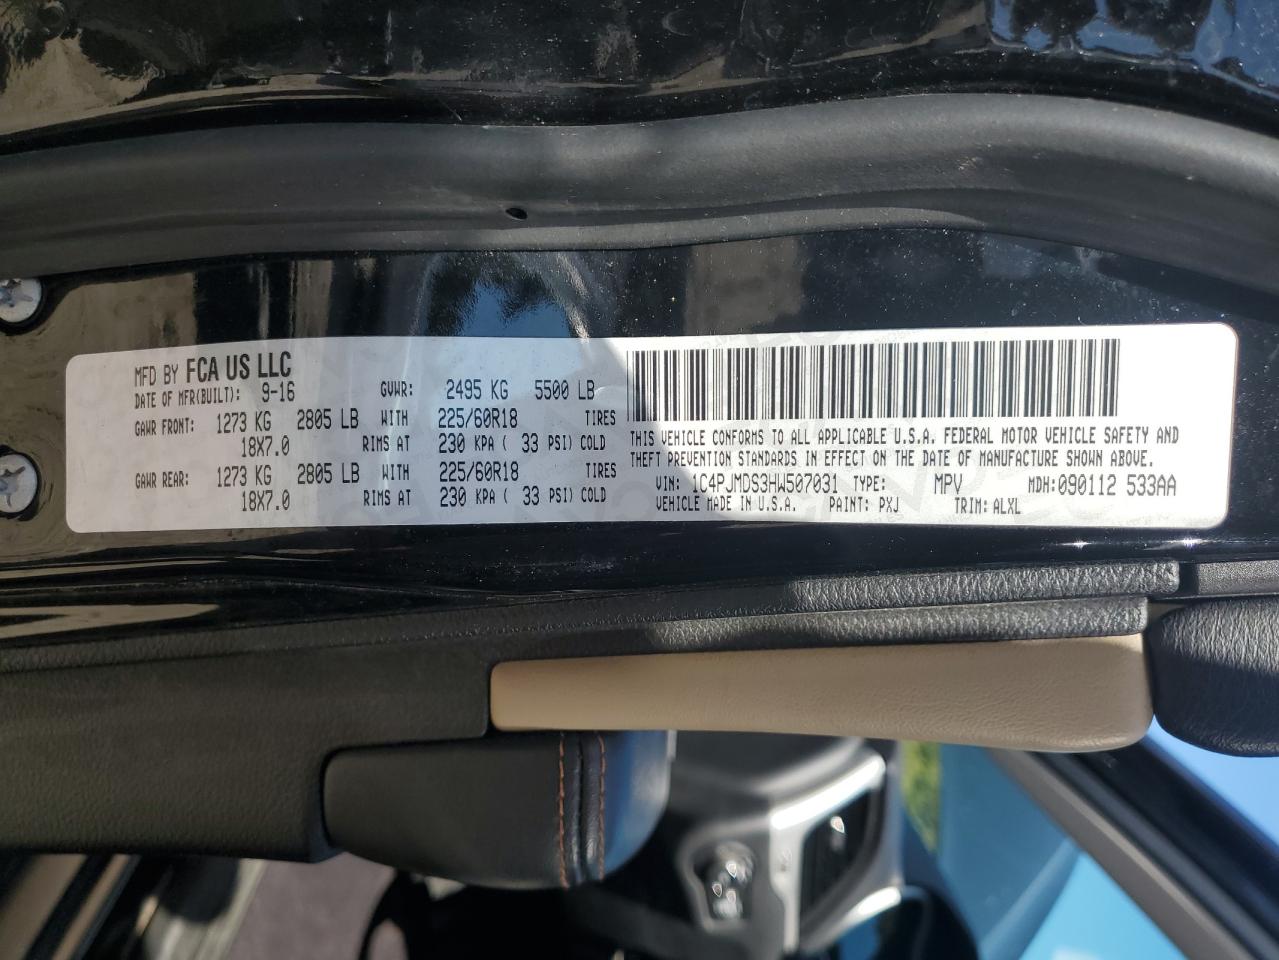 MFD BY FCA US LLC
DATE OF MFR(BUILT): 9-16 GVWR: 2495 KG 5500 LB
GAWR FRONT: 1273 KG 2805 LB WITH 225/60R18 TIRES
18X7.0 RIMS AT 230 KPA ( 33 PSI) COLD
GAWR REAR: 1273 KG 2805 LB WITH 225/60R18 TIRES
18X7.0 RIMS AT 230 KPA ( 33 PSI) COLD
THIS VEHICLE CONFORMS TO ALL APPLICABLE U.S.A. FEDERAL MOTOR VEHICLE SAFETY AND
THEFT PREVENTION STANDARDS IN EFFECT ON THE DATE OF MANUFACTURE SHOWN ABOVE.
VIN: 1C4PJMDS3HW507031 TYPE: MPV MDH: 090112 533AA
VEHICLE MADE IN U.S.A. PAINT: PXJ TRIM: ALXL